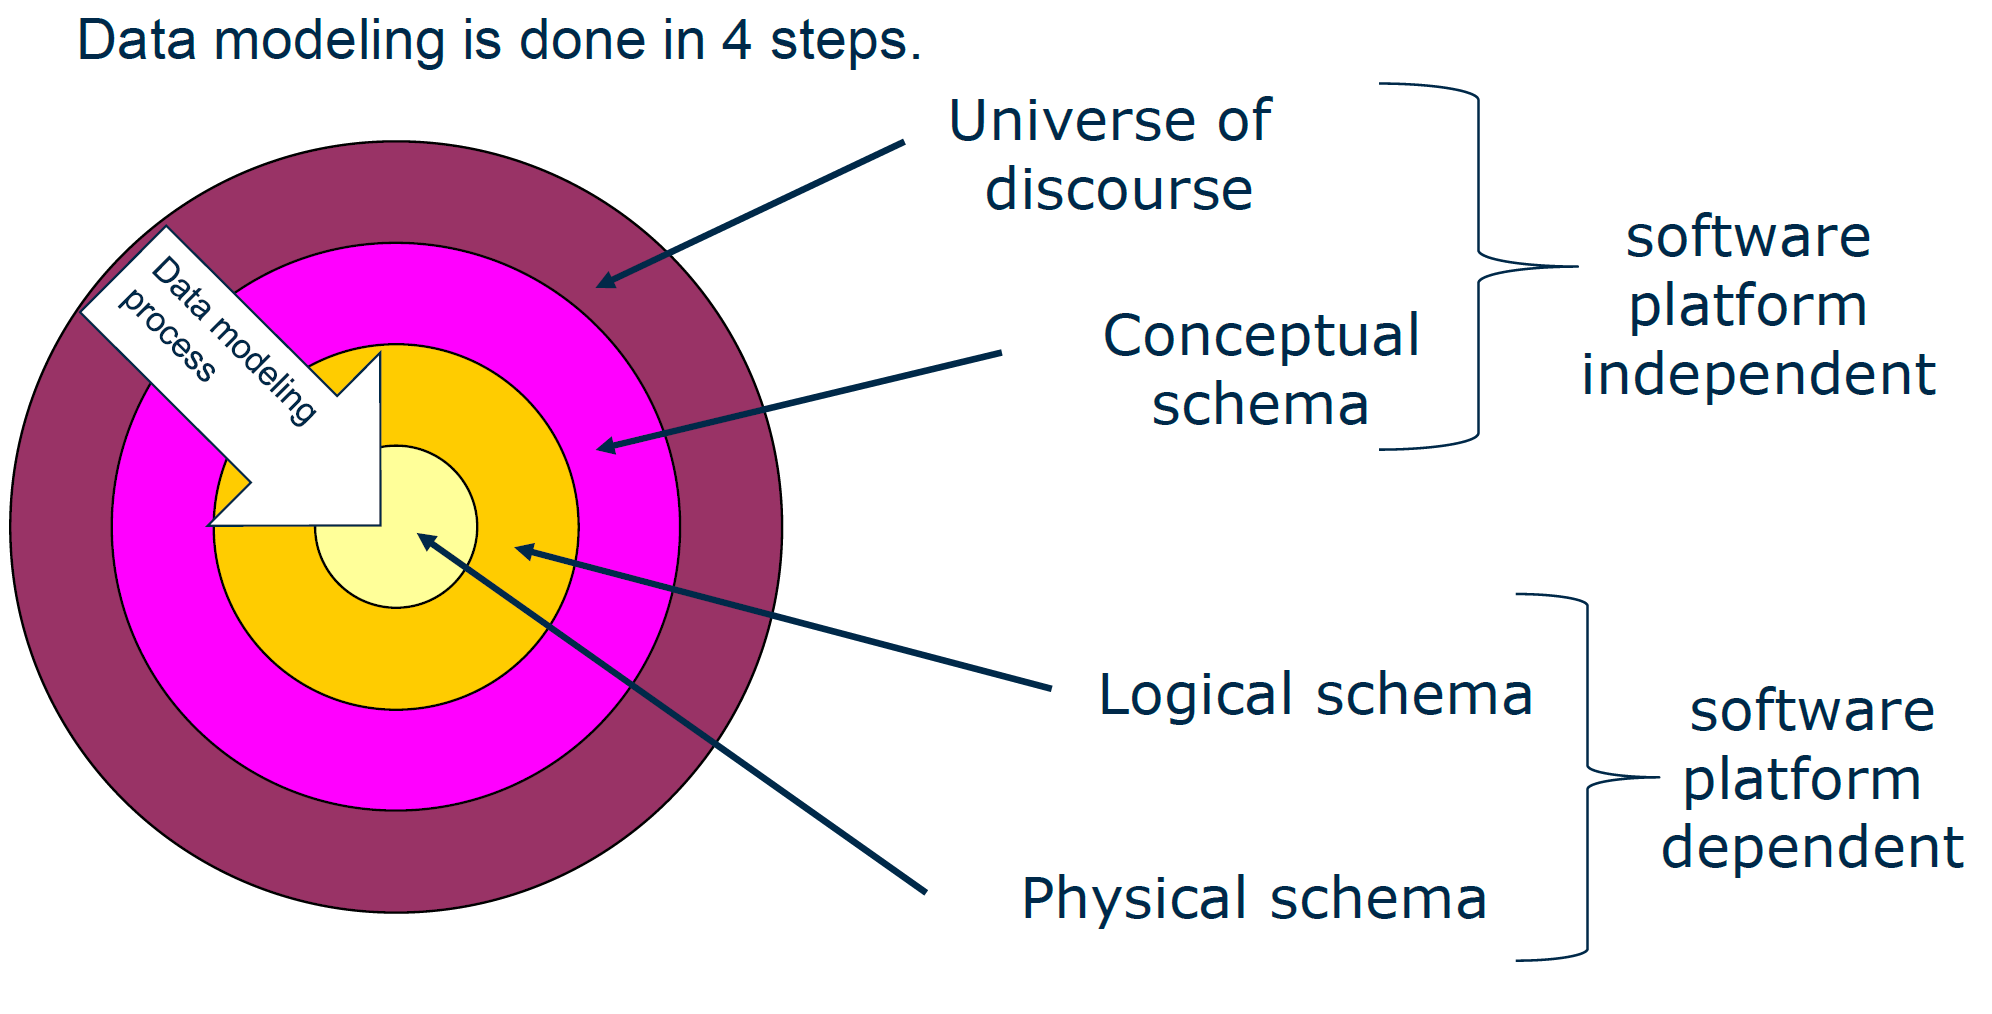 Data modeling is done in 4 steps.
Universe of
discourse
Conceptual
schema
software
platform
independent
Data modeling
process
Logical schema
Physical schema
software
platform
dependent